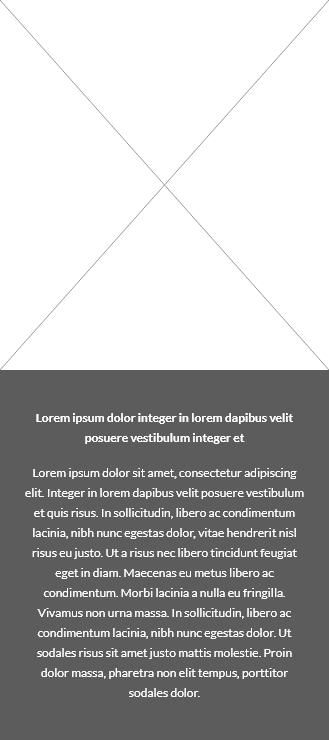 Lorem ipsum dolor integer in lorem dapibus velit
posuere vestibulum integer et
Lorem ipsum dolor sit amet, consectetur adipiscing
elit. Integer in lorem dapibus velit posuere vestibulum
et quis risus. In sollicitudin, libero ac condimentum
lacinia, nibh nunc egestas dolor, vitae hendrerit nisl
risus eu justo. Ut a risus nec libero tincidunt feugiat
eget in diam. Maecenas eu metus libero ac
condimentum. Morbi lacinia a nulla eu fringilla.
Vivamus non urna massa. In sollicitudin, libero ac
condimentum lacinia, nibh nunc egestas dolor. Ut
sodales risus sit amet justo mattis molestie. Proin
dolor massa, pharetra non elit tempus, porttitor
sodales dolor.